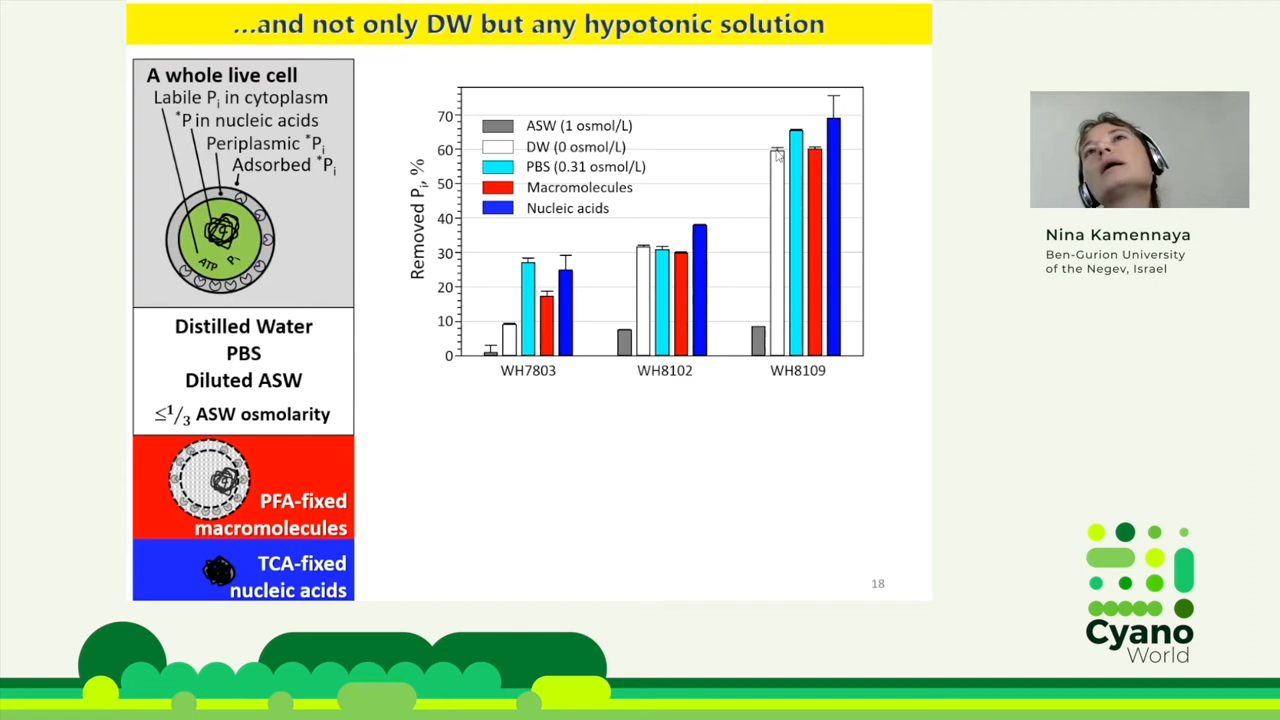 ...and not only DW but any hypotonic solution
A whole live cell
Labile Pi in cytoplasm
*P in nucleic acids
Periplasmic *Pi
Adsorbed *Pi
ATP
Pi
Distilled Water
PBS
Diluted ASW
≤1/3 ASW osmolarity
PFA-fixed
macromolecules
TCA-fixed
nucleic acids
Removed Pi, %
70
60
50
40
30
20
10
0
ASW (1 osmol/L)
DW (0 osmol/L)
PBS (0.31 osmol/L)
Macromolecules
Nucleic acids
WH7803
WH8102
WH8109
18
Nina Kamennaya
Ben-Gurion University
of the Negev, Israel
Cyano
World